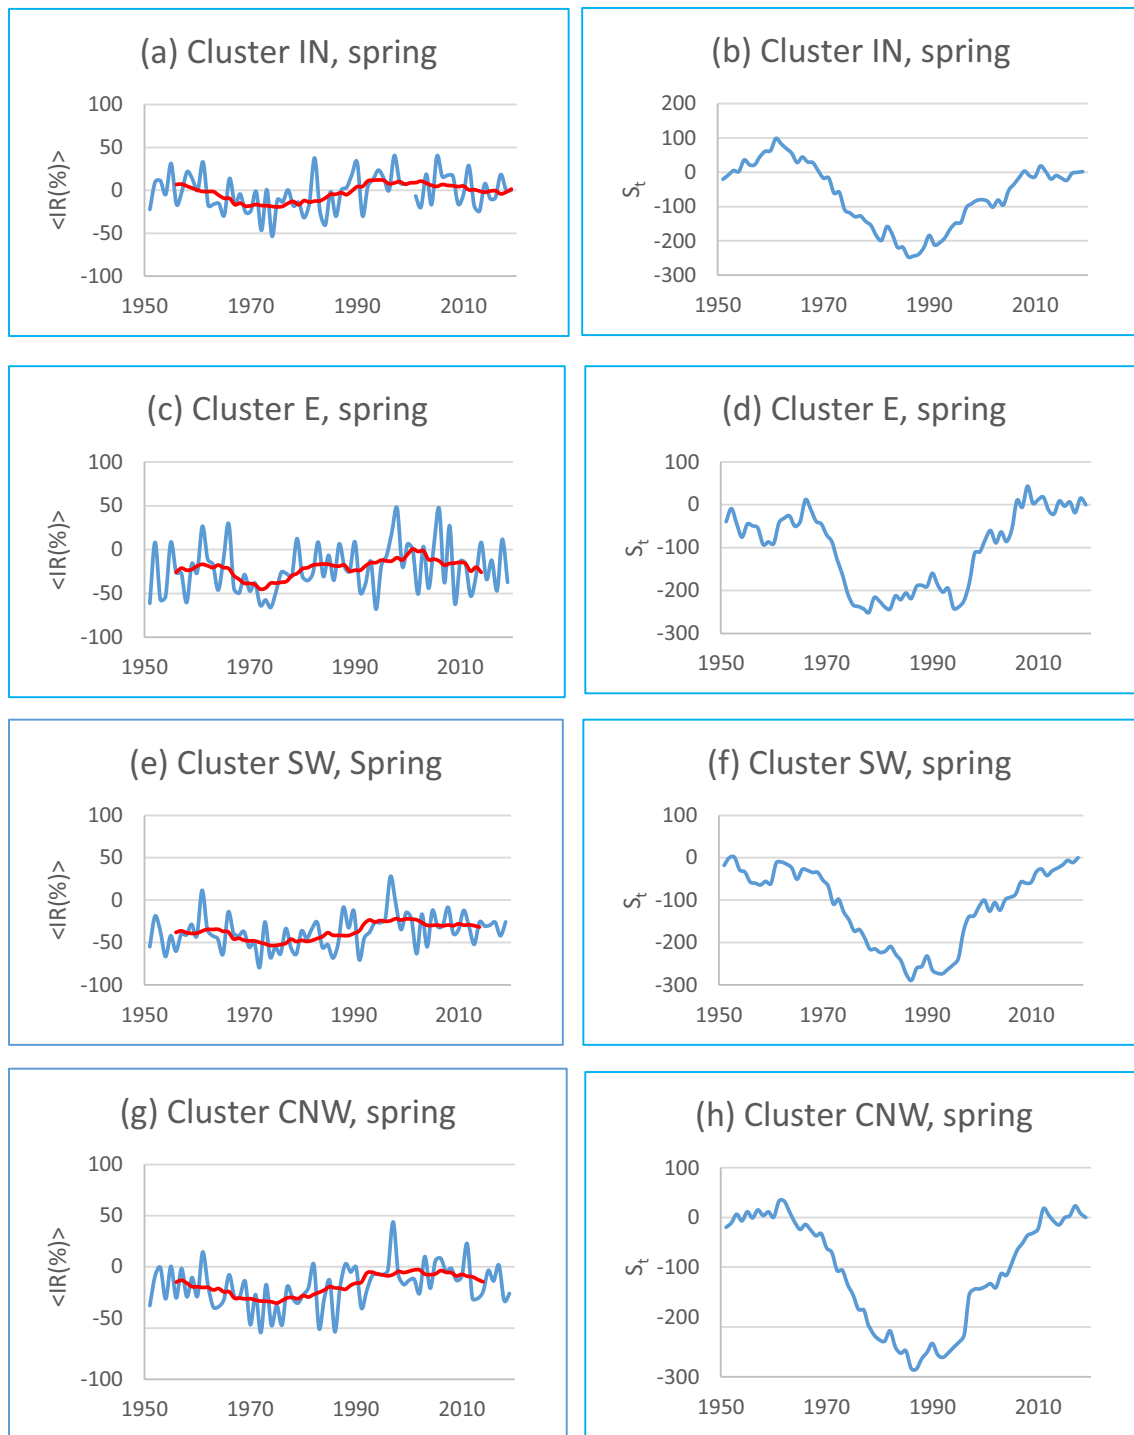 (a) Cluster IN, spring
<IR(%)>
100
50
0
-50
-100
1950 1970 1990 2010
(b) Cluster IN, spring
St
200
100
0
-100
-200
-300
1950 1970 1990 2010
(c) Cluster E, spring
<IR(%)>
100
50
0
-50
-100
1950 1970 1990 2010
(d) Cluster E, spring
St
100
0
-100
-200
-300
1950 1970 1990 2010
(e) Cluster SW, Spring
<IR(%)>
100
50
0
-50
-100
1950 1970 1990 2010
(f) Cluster SW, spring
St
100
0
-100
-200
-300
1950 1970 1990 2010
(g) Cluster CNW, spring
<IR(%)>
100
50
0
-50
-100
1950 1970 1990 2010
(h) Cluster CNW, spring
St
100
0
-100
-200
-300
1950 1970 1990 2010